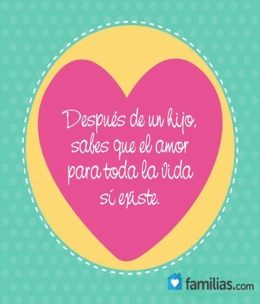 Después de un hijo,
sabes que el amor
para toda la vida
sí existe.
familias.com